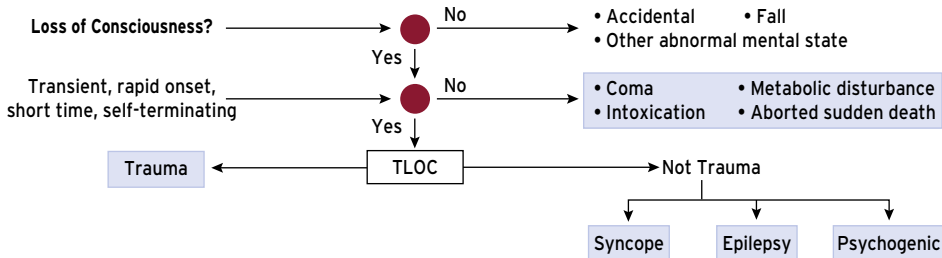 Loss of Consciousness?
No
• Accidental • Fall
• Other abnormal mental state
Yes
Transient, rapid onset,
short time, self-terminating
No
• Coma • Metabolic disturbance
• Intoxication • Aborted sudden death
Yes
Trauma
TLOC
Not Trauma
Syncope
Epilepsy
Psychogenic